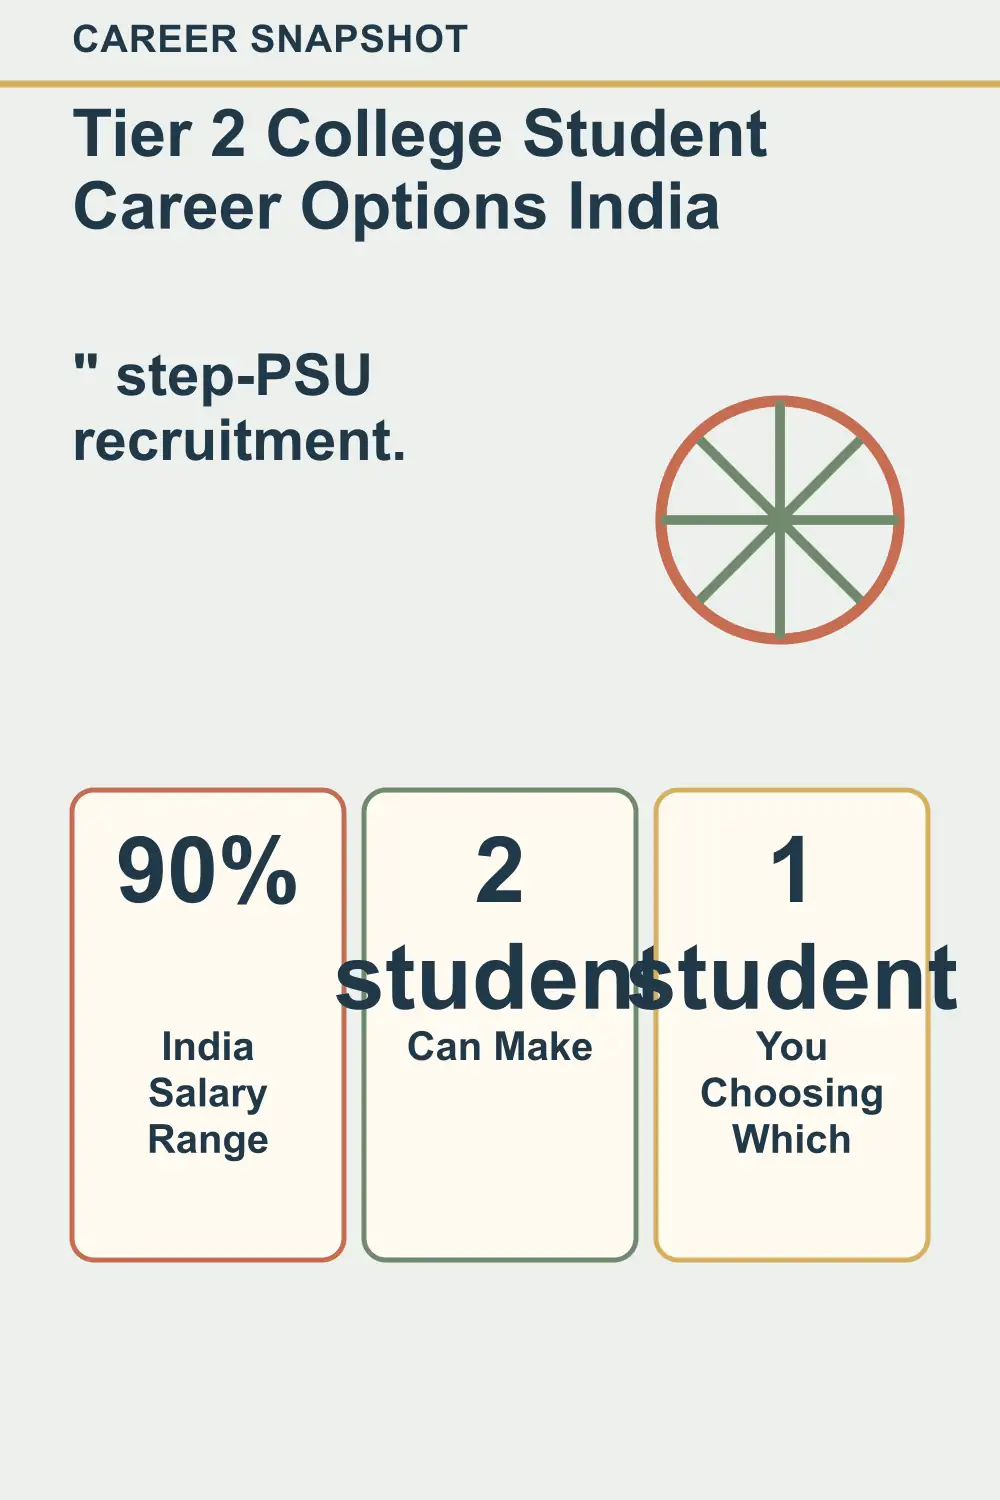 CAREER SNAPSHOT
Tier 2 College Student
Career Options India
" step-PSU
recruitment.
90%
India
Salary
Range
2
student
Can Make
1
student
You
Choosing
Which